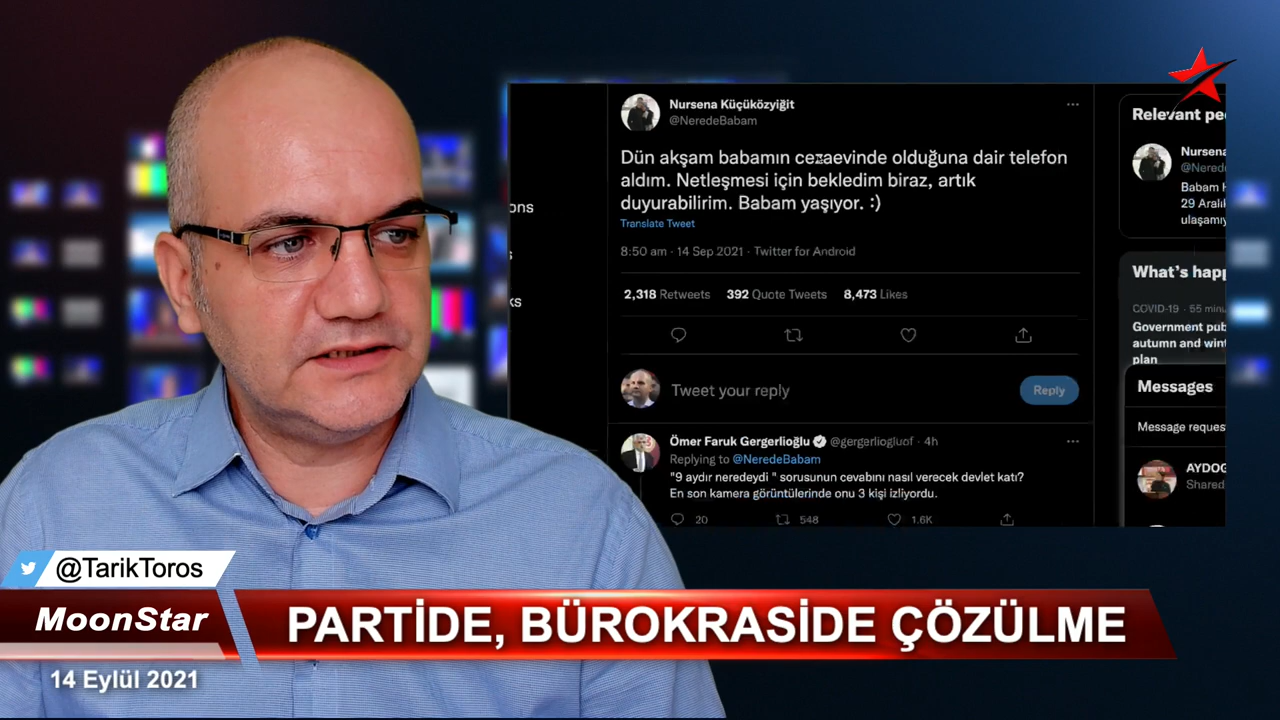 Nursena Küçüközyiğit
@NeredeBabam
Dün akşam babamın cezaevinde olduğuna dair telefon
aldım. Netleşmesi için bekledim biraz, artık
duyurabilirim. Babam yaşıyor. :)
Translate Tweet
8:50 am · 14 Sep 2021 · Twitter for Android
2,318 Retweets 392 Quote Tweets 8,473 Likes
Tweet your reply
Reply
Ömer Faruk Gergerlioğlu @gergerliogluof · 4h
Replying to @NeredeBabam
"9 aydır neredeydi " sorusunun cevabını nasıl verecek devlet katı?
En son kamera görüntülerinde onu 3 kişi izliyordu.
20 548 1.6K
ons
s
ks
Relevant pe
Nursena
@Nerede
Babam K
29 Aralık
ulaşamıy
What's happ
COVID-19 · 55 minu
Government pub
autumn and wint
plan
Messages
Message reques
AYDOG
Shared
@TarikToros
MoonStar
PARTİDE, BÜROKRASİDE ÇÖZÜLME
14 Eylül 2021